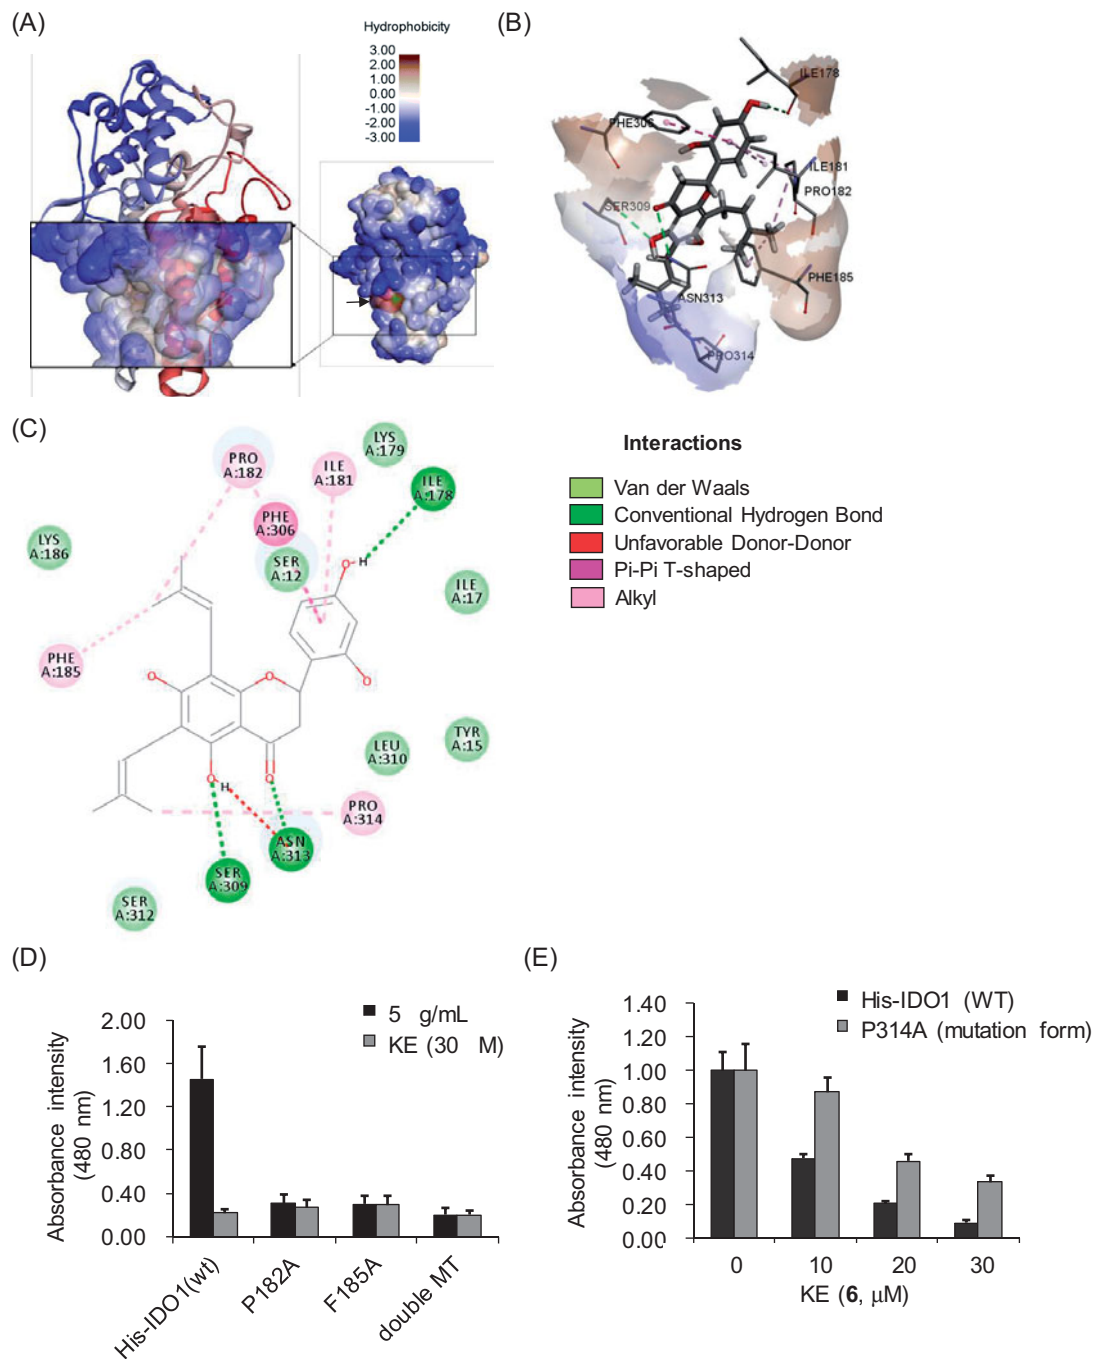 (A)
Hydrophobicity
3.00
2.00
1.00
0.00
-1.00
-2.00
-3.00
(B)
ILE178
PHE306
ILE181
PRO182
SER309
PHE185
ASN313
PRO314
(C)
LYS
A:179
PRO
A:182
ILE
A:181
ILE
A:178
PHE
A:306
LYS
A:186
SER
A:12
H
O
ILE
A:17
PHE
A:185
O
O
O
TYR
A:15
LEU
A:310
O
H
O
PRO
A:314
ASN
A:313
SER
A:309
SER
A:312
Interactions
Van der Waals
Conventional Hydrogen Bond
Unfavorable Donor-Donor
Pi-Pi T-shaped
Alkyl
(D)
5 g/mL
KE (30 M)
Absorbance intensity
(480 nm)
2.00
1.60
1.20
0.80
0.40
0.00
His-IDO1(wt)
P182A
F185A
double MT
(E)
His-IDO1 (WT)
P314A (mutation form)
Absorbance intensity
(480 nm)
1.40
1.20
1.00
0.80
0.60
0.40
0.20
0.00
0 10 20 30
KE (6, μM)